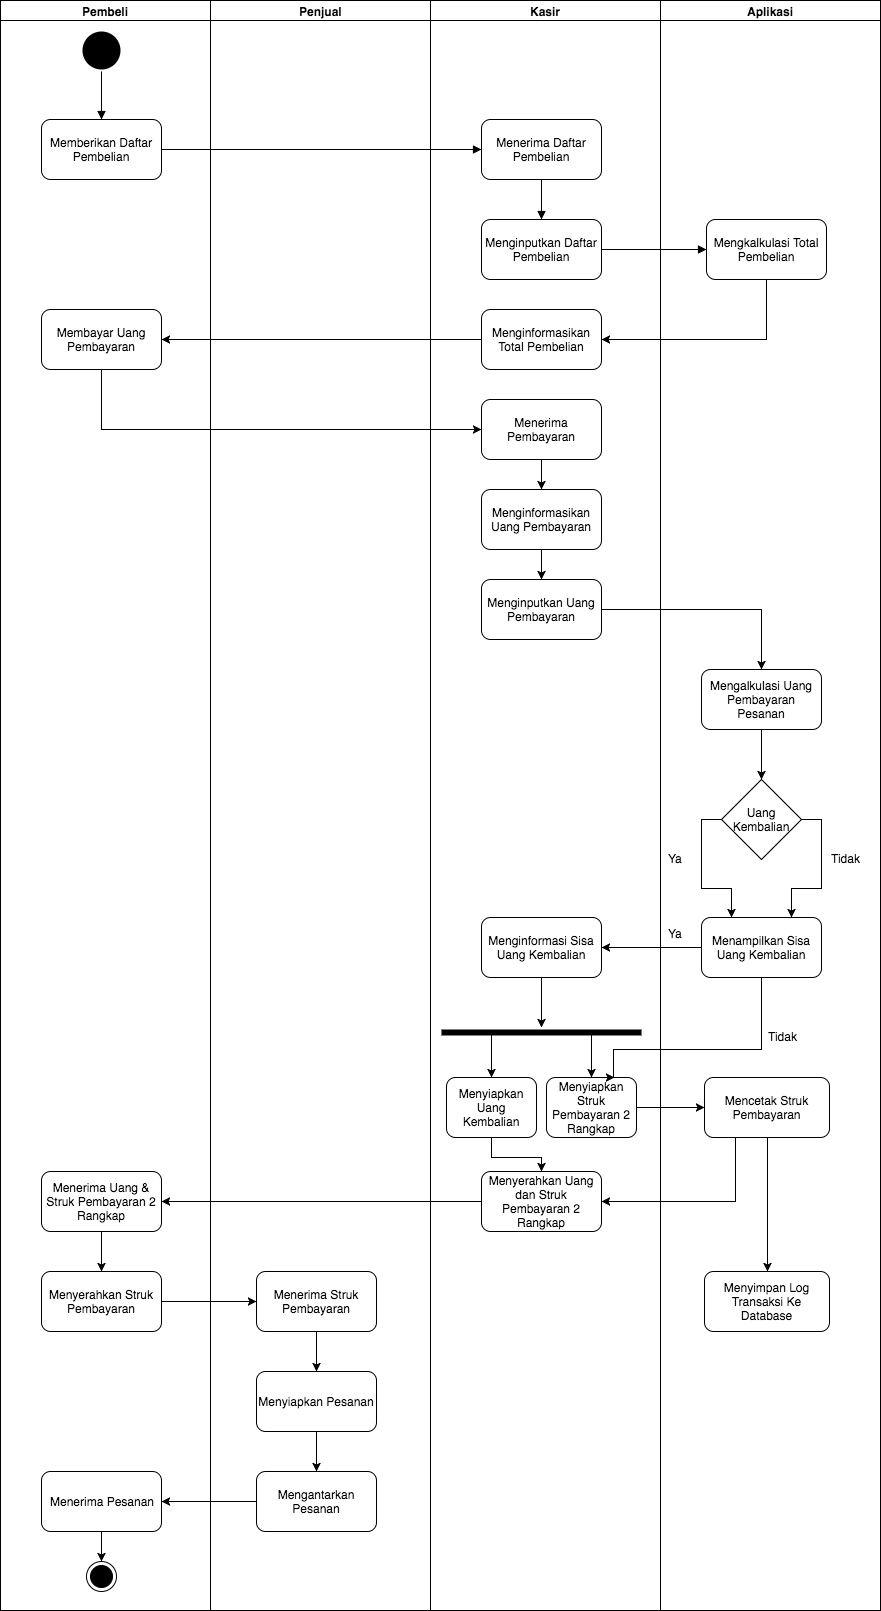 Pembeli
Penjual
Kasir
Aplikasi
Memberikan Daftar
Pembelian
Menerima Daftar
Pembelian
Menginputkan Daftar
Pembelian
Mengkalkulasi Total
Pembelian
Membayar Uang
Pembayaran
Menginformasikan
Total Pembelian
Menerima
Pembayaran
Menginformasikan
Uang Pembayaran
Menginputkan Uang
Pembayaran
Mengalkulasi Uang
Pembayaran
Pesanan
Uang
Kembalian
Ya
Tidak
Menginformasi Sisa
Uang Kembalian
Ya
Menampilkan Sisa
Uang Kembalian
Tidak
Menyiapkan
Uang
Kembalian
Menyiapkan
Struk
Pembayaran 2
Rangkap
Mencetak Struk
Pembayaran
Menerima Uang &
Struk Pembayaran 2
Rangkap
Menyerahkan Uang
dan Struk
Pembayaran 2
Rangkap
Menyerahkan Struk
Pembayaran
Menerima Struk
Pembayaran
Menyimpan Log
Transaksi Ke
Database
Menyiapkan Pesanan
Menerima Pesanan
Mengantarkan
Pesanan